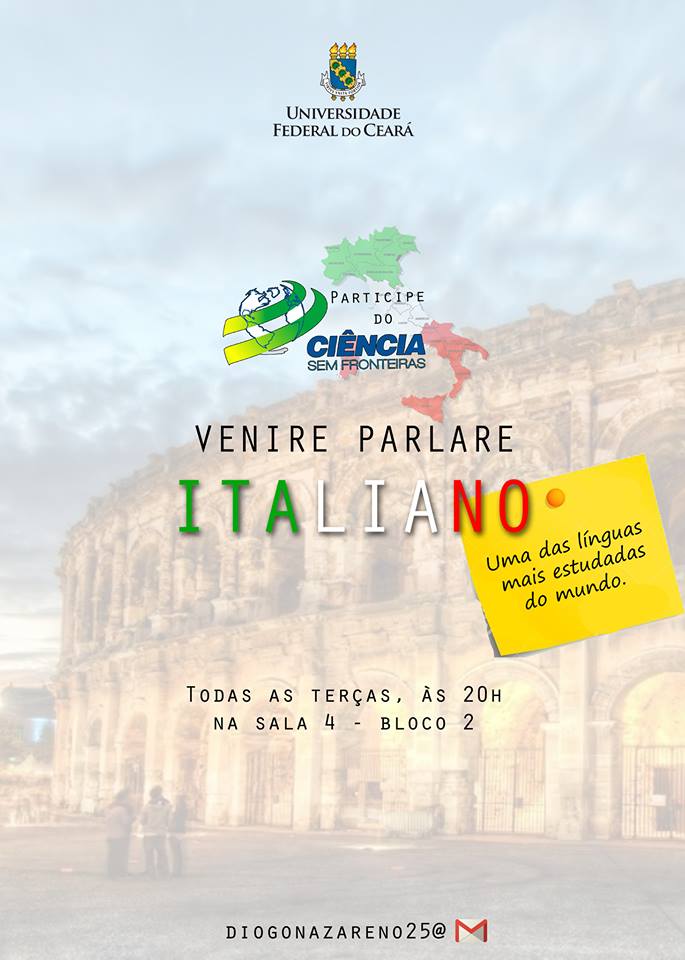 UNIVERSIDADE
FEDERAL DO CEARÁ
PARTICIPE
DO
CIÊNCIA
SEM FRONTEIRAS
VENIRE PARLARE
ITALIANO
Uma das línguas
mais estudadas
do mundo.
TODAS AS TERÇAS, ÀS 20H
NA SALA 4 - BLOCO 2
DIOGONAZARENO25@